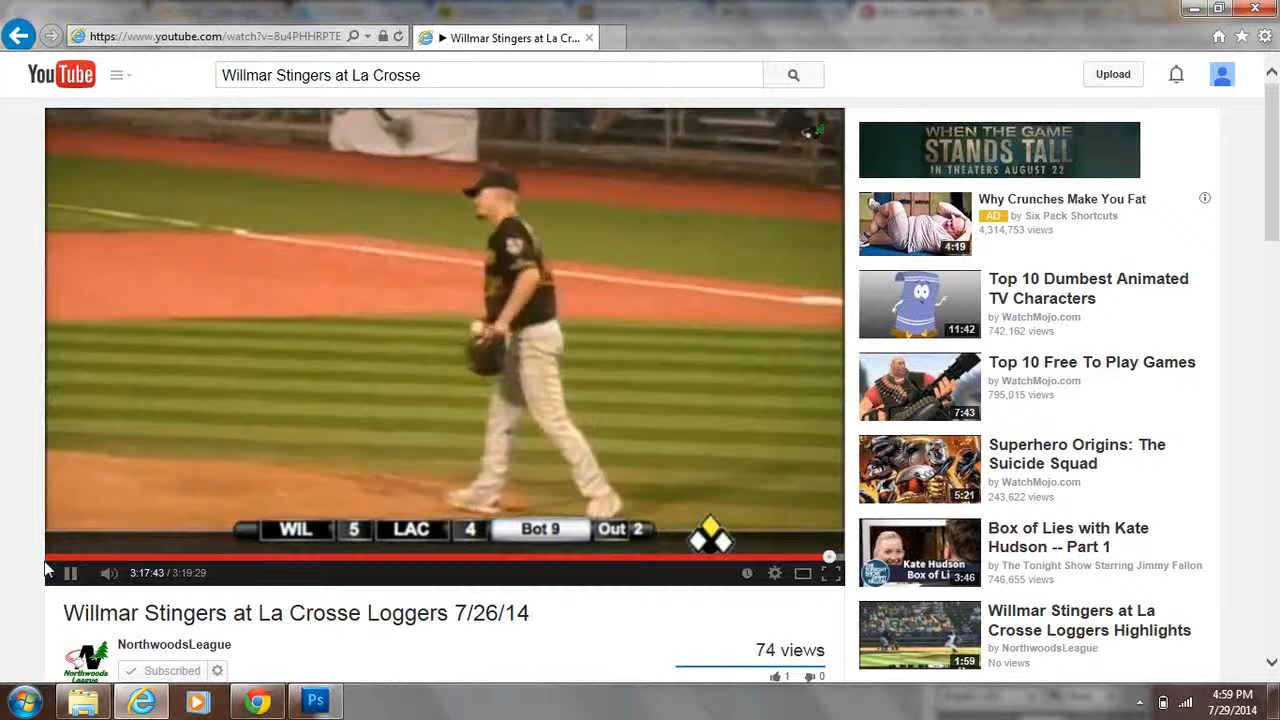 https://www.youtube.com/watch?v=8u4PHHRPTE
▶ Willmar Stingers at La Cr...
YouTube
Willmar Stingers at La Crosse
Upload
WIL 5 LAC 4 Bot 9 Out 2
3:17:43 / 3:19:29
Willmar Stingers at La Crosse Loggers 7/26/14
NorthwoodsLeague
Subscribed
74 views
1 0
Northwoods
League
WHEN THE GAME
STANDS TALL
IN THEATERS AUGUST 22
Why Crunches Make You Fat
AD by Six Pack Shortcuts
4,314,753 views
4:19
Top 10 Dumbest Animated
TV Characters
by WatchMojo.com
742,162 views
11:42
Top 10 Free To Play Games
by WatchMojo.com
795,015 views
7:43
Superhero Origins: The
Suicide Squad
by WatchMojo.com
243,622 views
5:21
Box of Lies with Kate
Hudson -- Part 1
by The Tonight Show Starring Jimmy Fallon
746,655 views
Kate Hudson
Box of Li
3:46
Willmar Stingers at La
Crosse Loggers Highlights
by NorthwoodsLeague
No views
1:59
Ps
4:59 PM
7/29/2014